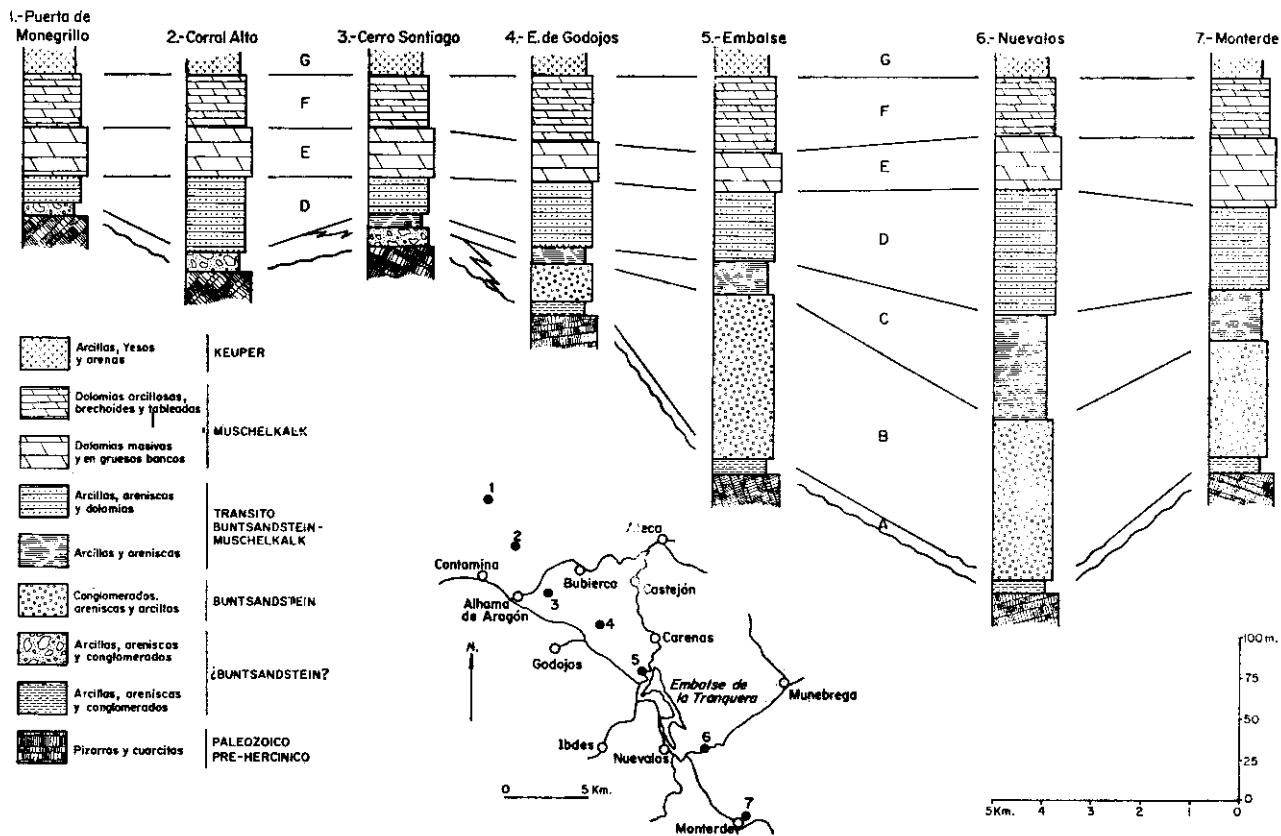 1.-Puerta de
Monegrillo
2.-Corral Alto
3.-Cerro Santiago
4.-E. de Godojos
5.-Embalse
6.-Nuevalos
7.-Monterde
G
G
F
F
E
E
D
D
C
B
A
Arcillas, Yesos
y arenas
KEUPER
Dolomias arcillosas,
brechoides y tableadas
MUSCHELKALK
Dolomias masivas
y en gruesos bancos
Arcillas, areniscas
y dolomias
TRANSITO
BUNTSANDSTEIN-
MUSCHELKALK
Arcillas y areniscas
Conglomerados,
areniscas y arcillas
BUNTSANDSTEIN
Arcillas, areniscas
y conglomerados
¿BUNTSANDSTEIN?
Arcillas, areniscas
y conglomerados
Pizarras y cuarcitas
PALEOZOICO
PRE-HERCINICO
1
2
Contamina
Bubierca
Castejón
Alhama
de Aragón
3
4
Carenas
N.
Godojos
5
Embalse de
la Tranquera
Munebrega
Ibdes
Nuevalos
6
0 5 Km.
Monterde
7
100 m.
75
50
25
0
5 Km. 4 3 2 1 0